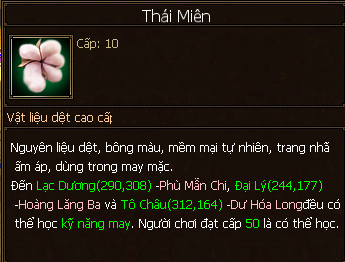 Thái Miên
Cấp: 10
Vật liệu dệt cao cấp
Nguyên liệu dệt, bông màu, mềm mại tự nhiên, trang nhã
ấm áp, dùng trong may mặc.
Đến Lạc Dương(290,308) -Phù Mẫn Chi, Đại Lý(244,177)
-Hoàng Lăng Ba và Tô Châu(312,164) -Dư Hóa Longđều có
thể học kỹ năng may. Người chơi đạt cấp 50 là có thể học.